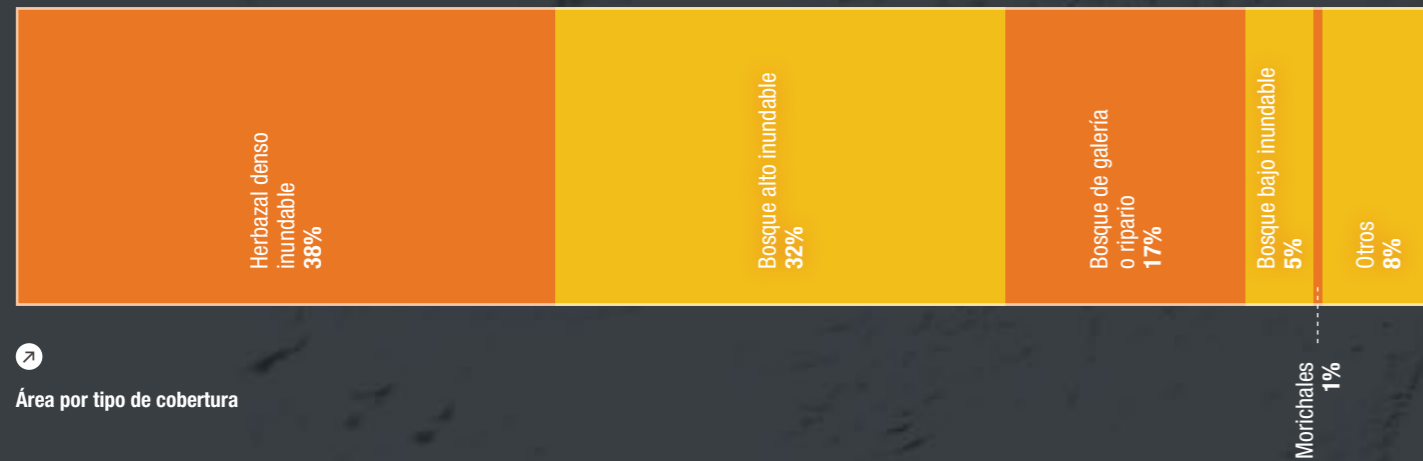 Herbazal denso
inundable
38%
Bosque alto inundable
32%
Bosque de galería
o ripario
17%
Bosque bajo inundable
5%
Morichales
1%
Otros
8%
Área por tipo de cobertura